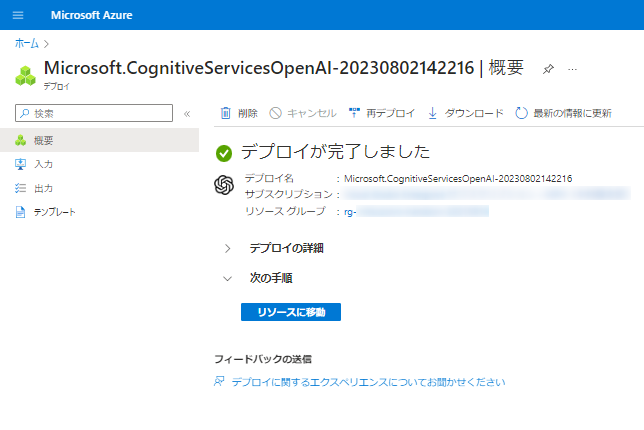 Microsoft Azure
ホーム
Microsoft.CognitiveServicesOpenAI-20230802142216 | 概要
デプロイ
検索
削除 キャンセル 再デプロイ ダウンロード 最新の情報に更新
概要
入力
出力
テンプレート
デプロイが完了しました
デプロイ名 : Microsoft.CognitiveServicesOpenAI-20230802142216
サブスクリプション :
リソース グループ : rg-
デプロイの詳細
次の手順
リソースに移動
フィードバックの送信
デプロイに関するエクスペリエンスについてお聞かせください